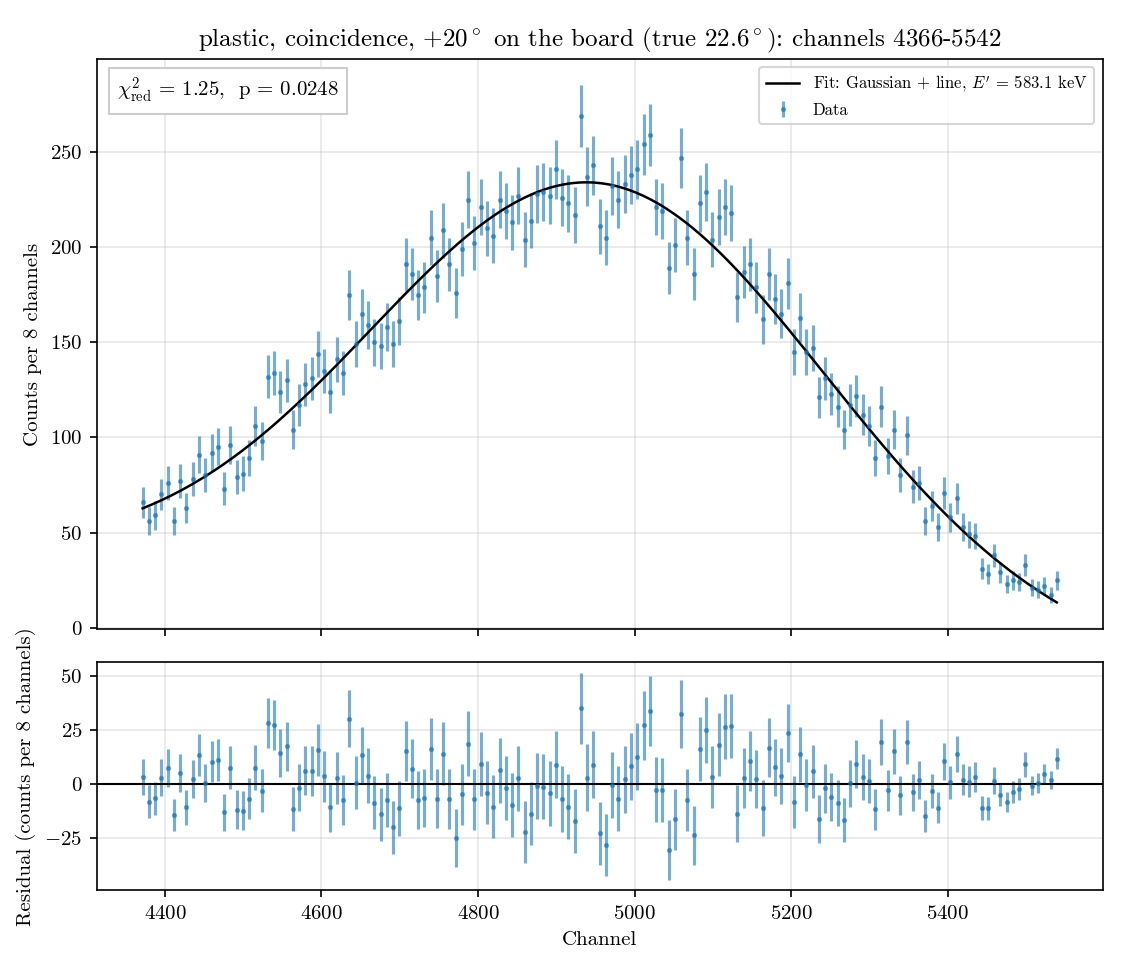 plastic, coincidence, +20° on the board (true 22.6°): channels 4366-5542
χ²red = 1.25, p = 0.0248
Fit: Gaussian + line, E′ = 583.1 keV
Data
Counts per 8 channels
250
200
150
100
50
0
Residual (counts per 8 channels)
50
25
0
−25
4400 4600 4800 5000 5200 5400
Channel